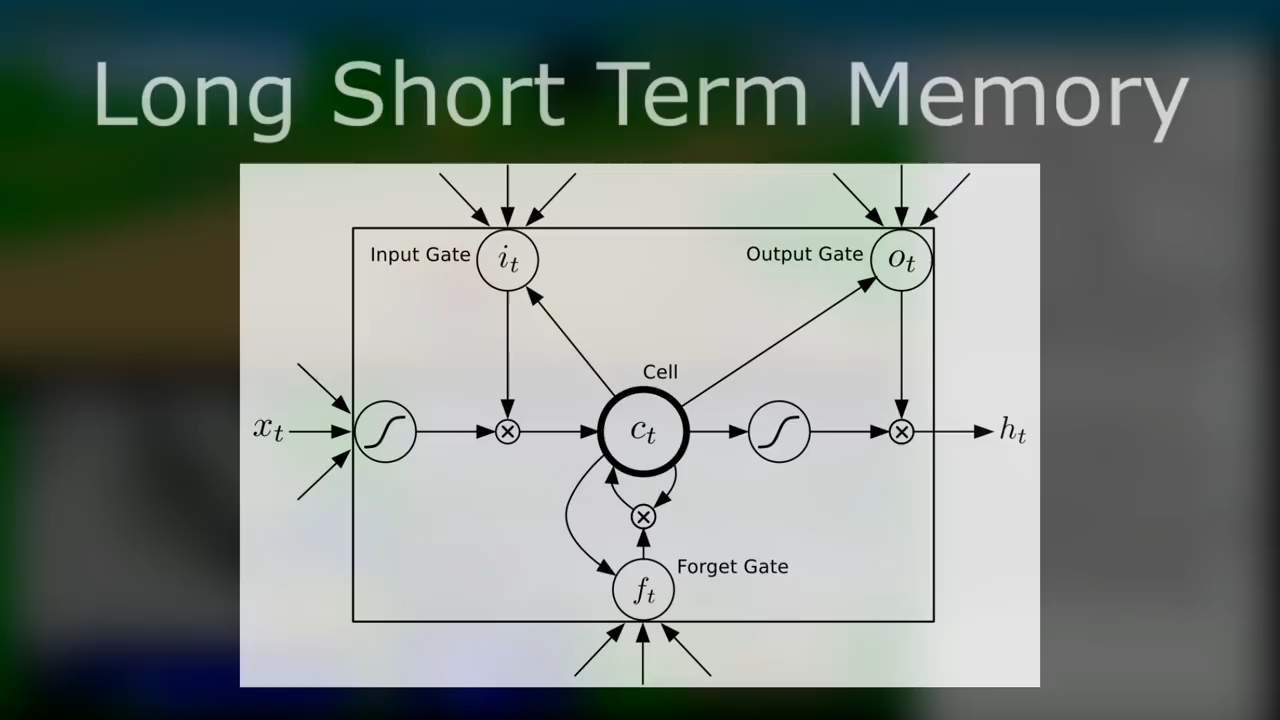 Long Short Term Memory
Input Gate
i_t
Output Gate
o_t
Cell
x_t
c_t
h_t
Forget Gate
f_t